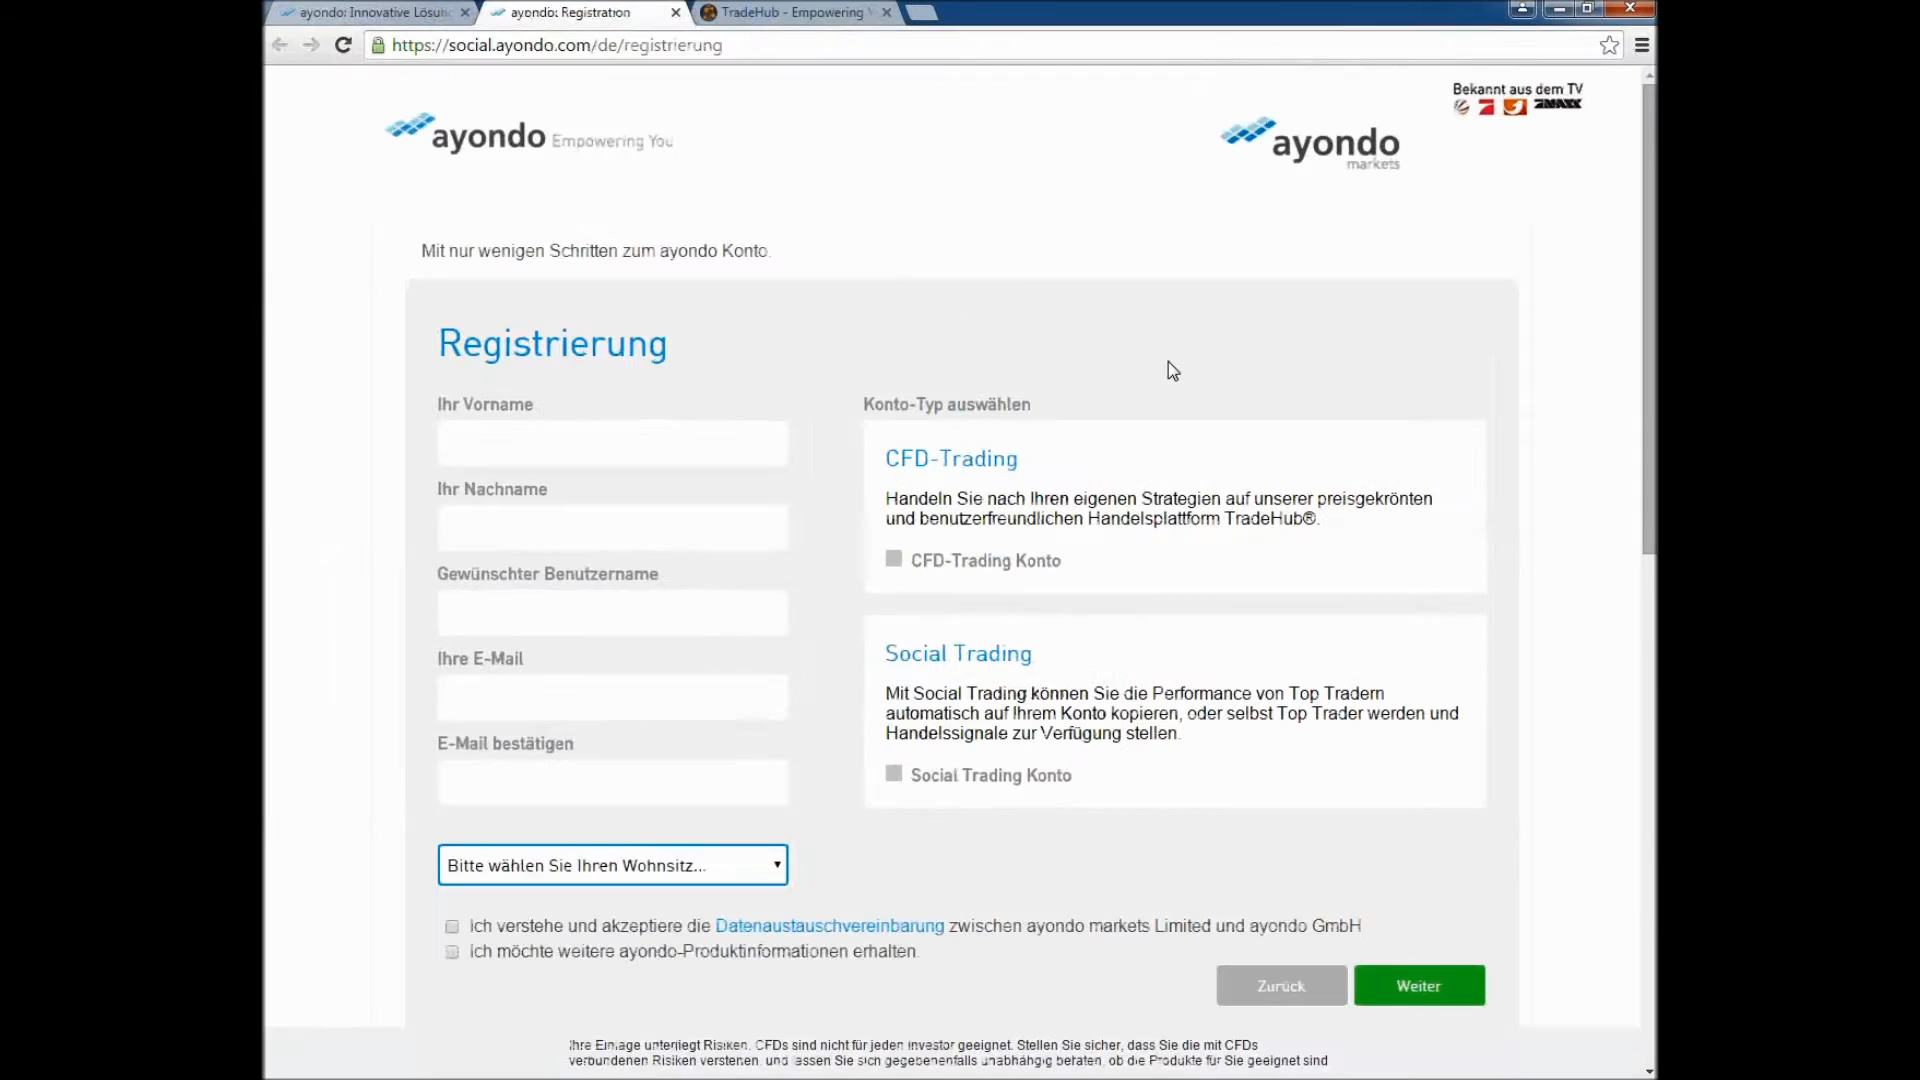 ayondo: Innovative Lösun
ayondo: Registration
TradeHub - Empowering
https://social.ayondo.com/de/registrierung
Bekannt aus dem TV
ayondo Empowering You
ayondo
markets
Mit nur wenigen Schritten zum ayondo Konto.
Registrierung
Ihr Vorname
Ihr Nachname
Gewünschter Benutzername
Ihre E-Mail
E-Mail bestätigen
Bitte wählen Sie Ihren Wohnsitz...
Konto-Typ auswählen
CFD-Trading
Handeln Sie nach Ihren eigenen Strategien auf unserer preisgekrönten
und benutzerfreundlichen Handelsplattform TradeHub®.
CFD-Trading Konto
Social Trading
Mit Social Trading können Sie die Performance von Top Tradern
automatisch auf Ihrem Konto kopieren, oder selbst Top Trader werden und
Handelssignale zur Verfügung stellen.
Social Trading Konto
Ich verstehe und akzeptiere die Datenaustauschvereinbarung zwischen ayondo markets Limited und ayondo GmbH
Ich möchte weitere ayondo-Produktinformationen erhalten.
Zurück
Weiter
Ihre Einlage unterliegt Risiken. CFDs sind nicht für jeden Investor geeignet. Stellen Sie sicher, dass Sie die mit CFDs
verbundenen Risiken verstehen, und lassen Sie sich gegebenenfalls unabhängig beraten, ob die Produkte für Sie geeignet sind